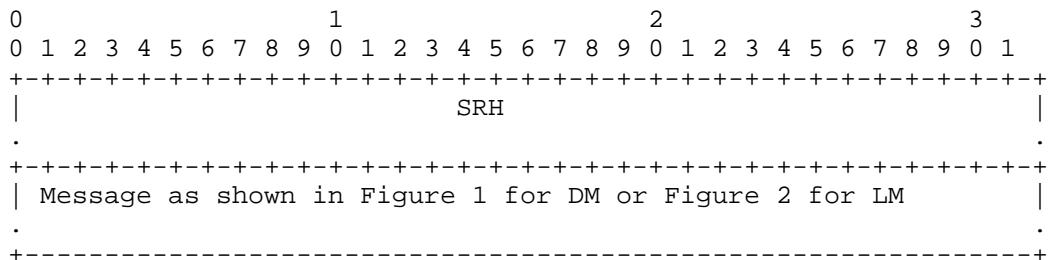 0                   1                   2                   3
0 1 2 3 4 5 6 7 8 9 0 1 2 3 4 5 6 7 8 9 0 1 2 3 4 5 6 7 8 9 0 1
+-+-+-+-+-+-+-+-+-+-+-+-+-+-+-+-+-+-+-+-+-+-+-+-+-+-+-+-+-+-+-+-+
|                           SRH                                 |
.                                                               .
+-+-+-+-+-+-+-+-+-+-+-+-+-+-+-+-+-+-+-+-+-+-+-+-+-+-+-+-+-+-+-+-+
| Message as shown in Figure 1 for DM or Figure 2 for LM        |
.                                                               .
+---------------------------------------------------------------+